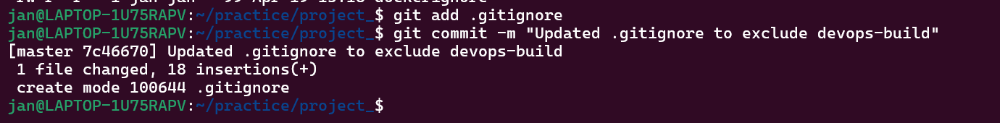 jan@LAPTOP-1U75RAPV:~/practice/project_$ git add .gitignore
jan@LAPTOP-1U75RAPV:~/practice/project_$ git commit -m "Updated .gitignore to exclude devops-build"
[master 7c46670] Updated .gitignore to exclude devops-build
 1 file changed, 18 insertions(+)
 create mode 100644 .gitignore
jan@LAPTOP-1U75RAPV:~/practice/project_$